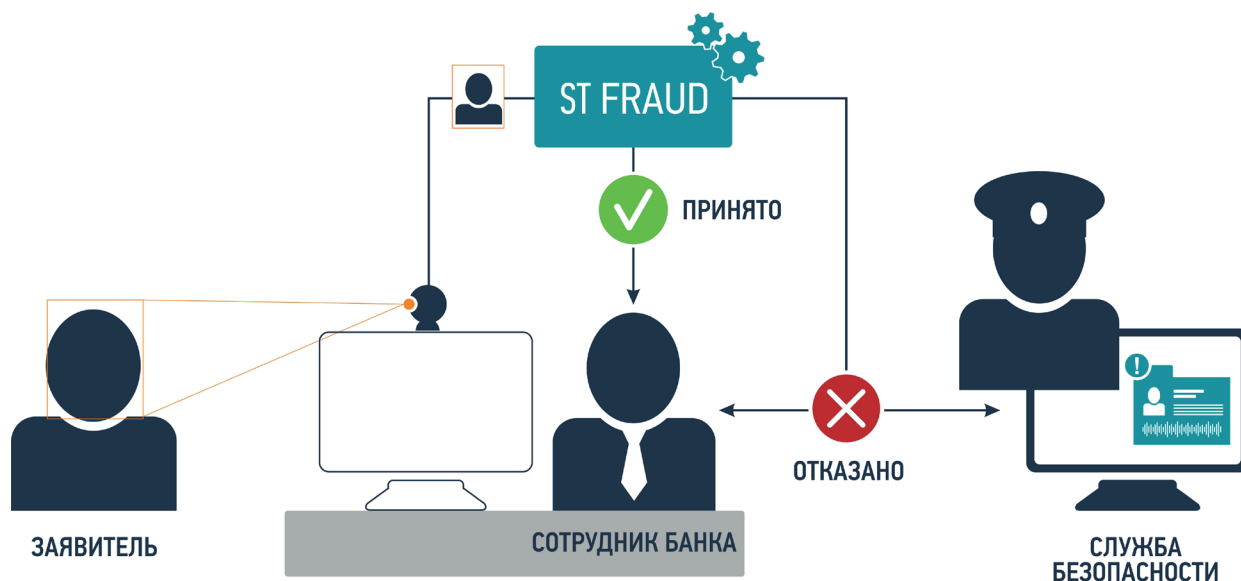 ST FRAUD
ПРИНЯТО
ОТКАЗАНО
ЗАЯВИТЕЛЬ
СОТРУДНИК БАНКА
СЛУЖБА
БЕЗОПАСНОСТИ